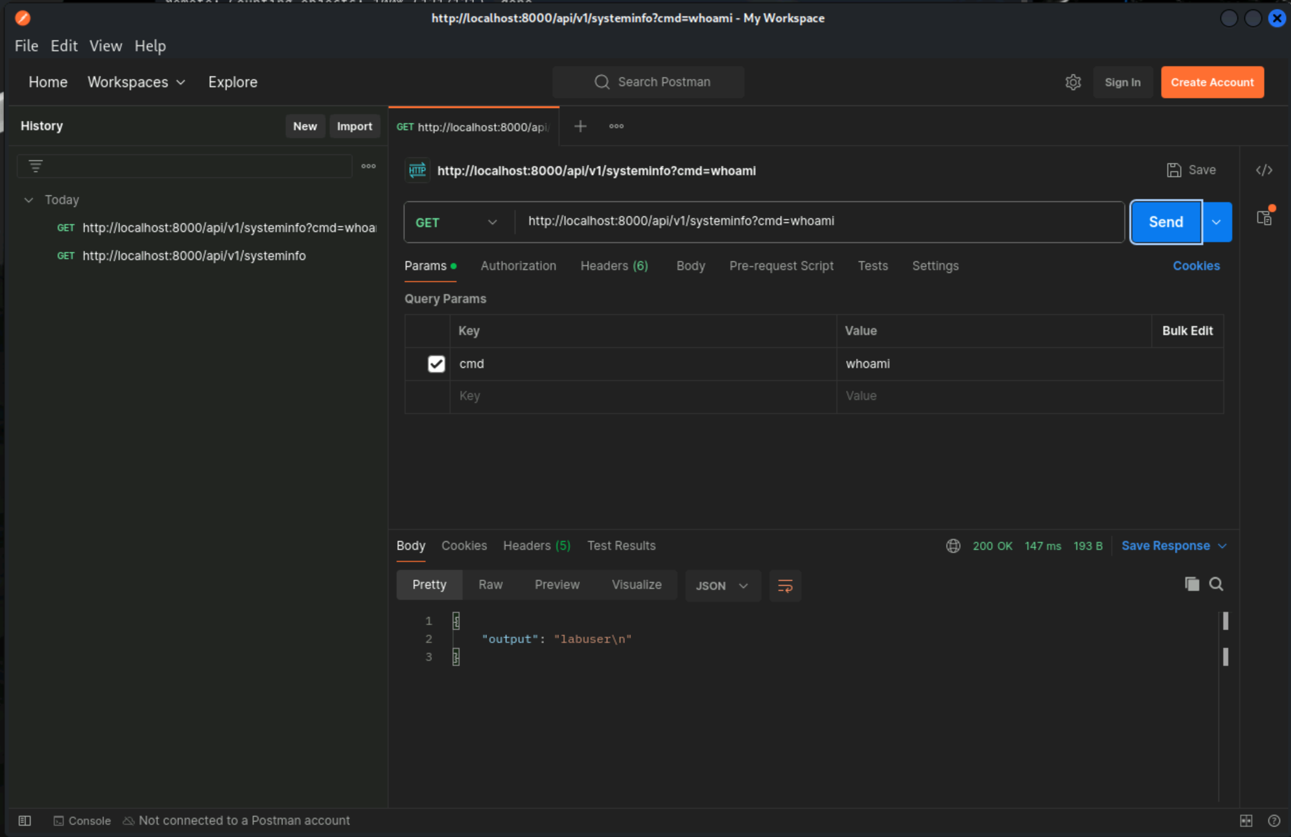 http://localhost:8000/api/v1/systeminfo?cmd=whoami - My Workspace
File Edit View Help
Home Workspaces Explore Search Postman Sign In Create Account
History New Import
GET http://localhost:8000/api
Today
GET http://localhost:8000/api/v1/systeminfo?cmd=whoa
GET http://localhost:8000/api/v1/systeminfo
HTTP http://localhost:8000/api/v1/systeminfo?cmd=whoami Save
GET http://localhost:8000/api/v1/systeminfo?cmd=whoami Send
Params Authorization Headers (6) Body Pre-request Script Tests Settings Cookies
Query Params
Key Value Bulk Edit
cmd whoami
Key Value
Body Cookies Headers (5) Test Results 200 OK 147 ms 193 B Save Response
Pretty Raw Preview Visualize JSON
1 {
2 "output": "labuser\n"
3 }
Console Not connected to a Postman account